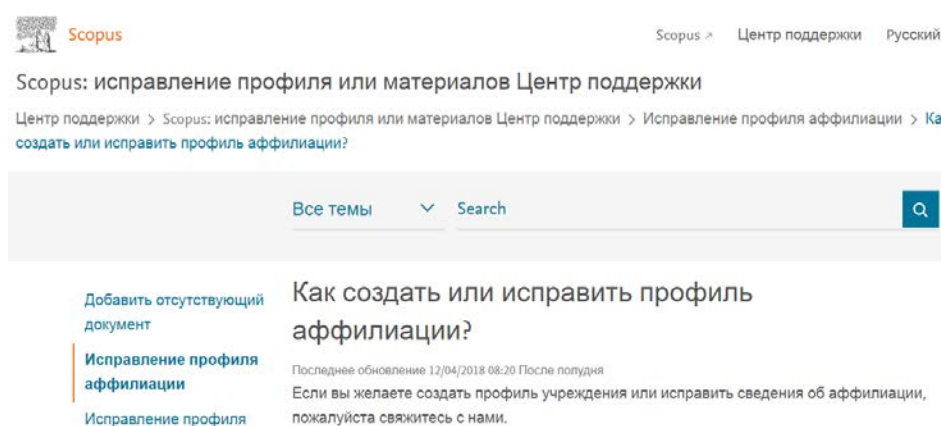 Scopus
Scopus ↗ Центр поддержки Русский
Scopus: исправление профиля или материалов Центр поддержки
Центр поддержки > Scopus: исправление профиля или материалов Центр поддержки > Исправление профиля аффилиации > Ка
создать или исправить профиль аффилиации?
Все темы Search
Как создать или исправить профиль
аффилиации?
Последнее обновление 12/04/2018 08:20 После полудня
Если вы желаете создать профиль учреждения или исправить сведения об аффилиации,
пожалуйста свяжитесь с нами.
Добавить отсутствующий
документ
Исправление профиля
аффилиации
Исправление профиля